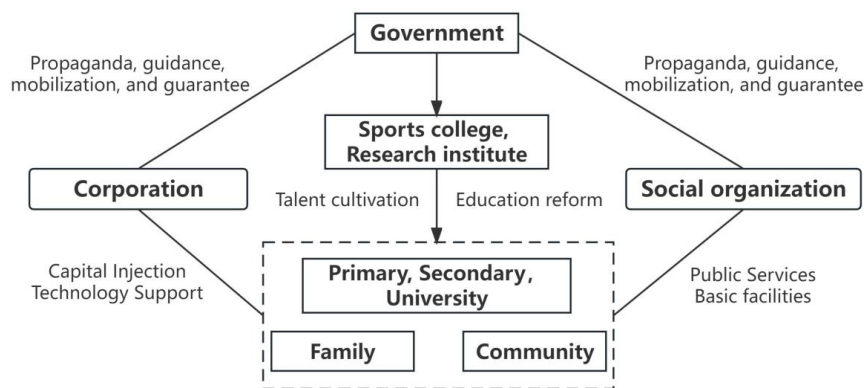 Government
Propaganda, guidance,
mobilization, and guarantee
Propaganda, guidance,
mobilization, and guarantee
Sports college,
Research institute
Corporation
Social organization
Talent cultivation
Education reform
Capital Injection
Technology Support
Primary, Secondary,
University
Public Services
Basic facilities
Family
Community